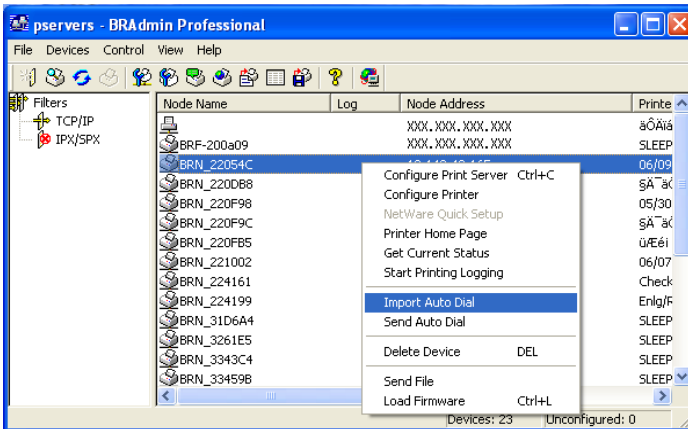 pservers - BRAdmin Professional
File Devices Control View Help
Filters
TCP/IP
IPX/SPX
Node Name Log Node Address Printe
XXX.XXX.XXX.XXX
BRF-200a09 XXX.XXX.XXX.XXX SLEEP
BRN_22054C 06/09
BRN_220DB8
BRN_220F98 05/30
BRN_220F9C
BRN_220FB5
BRN_221002 06/07
BRN_224161 Check
BRN_224199 Enlg/F
BRN_31D6A4 SLEEP
BRN_3261E5 SLEEP
BRN_3343C4 SLEEP
BRN_33459B SLEEP
Configure Print Server Ctrl+C
Configure Printer
NetWare Quick Setup
Printer Home Page
Get Current Status
Start Printing Logging
Import Auto Dial
Send Auto Dial
Delete Device DEL
Send File
Load Firmware Ctrl+L
Devices: 23 Unconfigured: 0